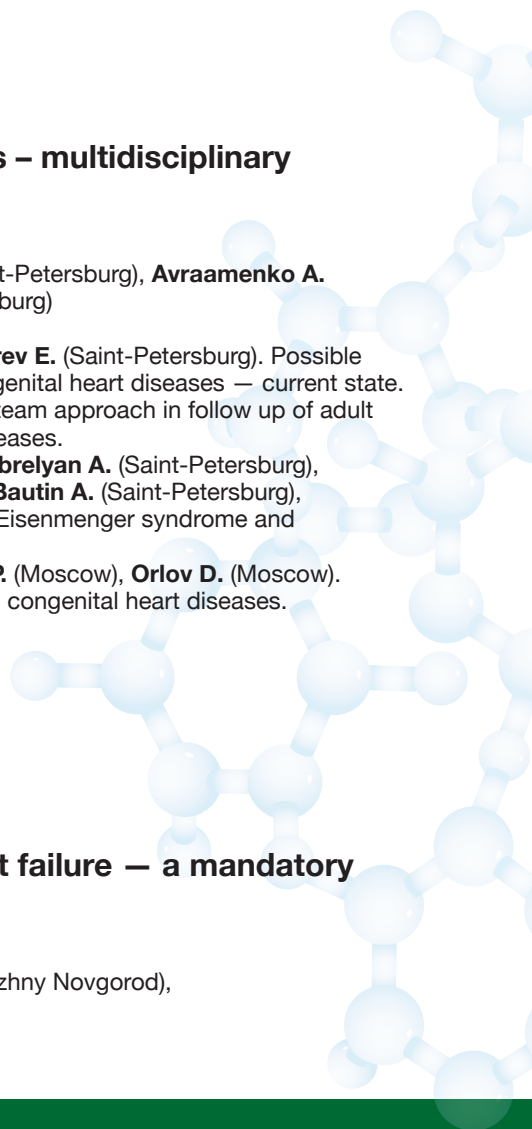 s – multidisciplinary
t-Petersburg), Avraamenko A.
burg)
rev E. (Saint-Petersburg). Possible
genital heart diseases — current state.
team approach in follow up of adult
eases.
brelyan A. (Saint-Petersburg),
Bautin A. (Saint-Petersburg),
Eisenmenger syndrome and
P. (Moscow), Orlov D. (Moscow).
congenital heart diseases.
t failure — a mandatory
zhny Novgorod),